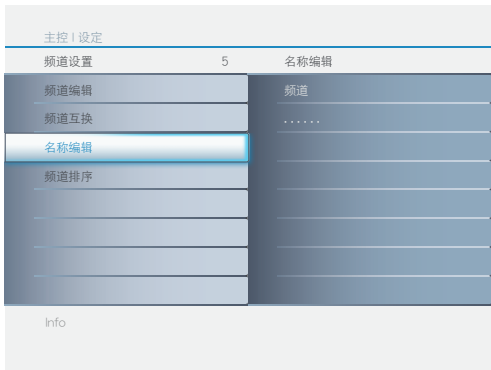 主控 | 设定
频道设置 5 名称编辑
频道编辑 频道
频道互换 ......
名称编辑
频道排序
Info